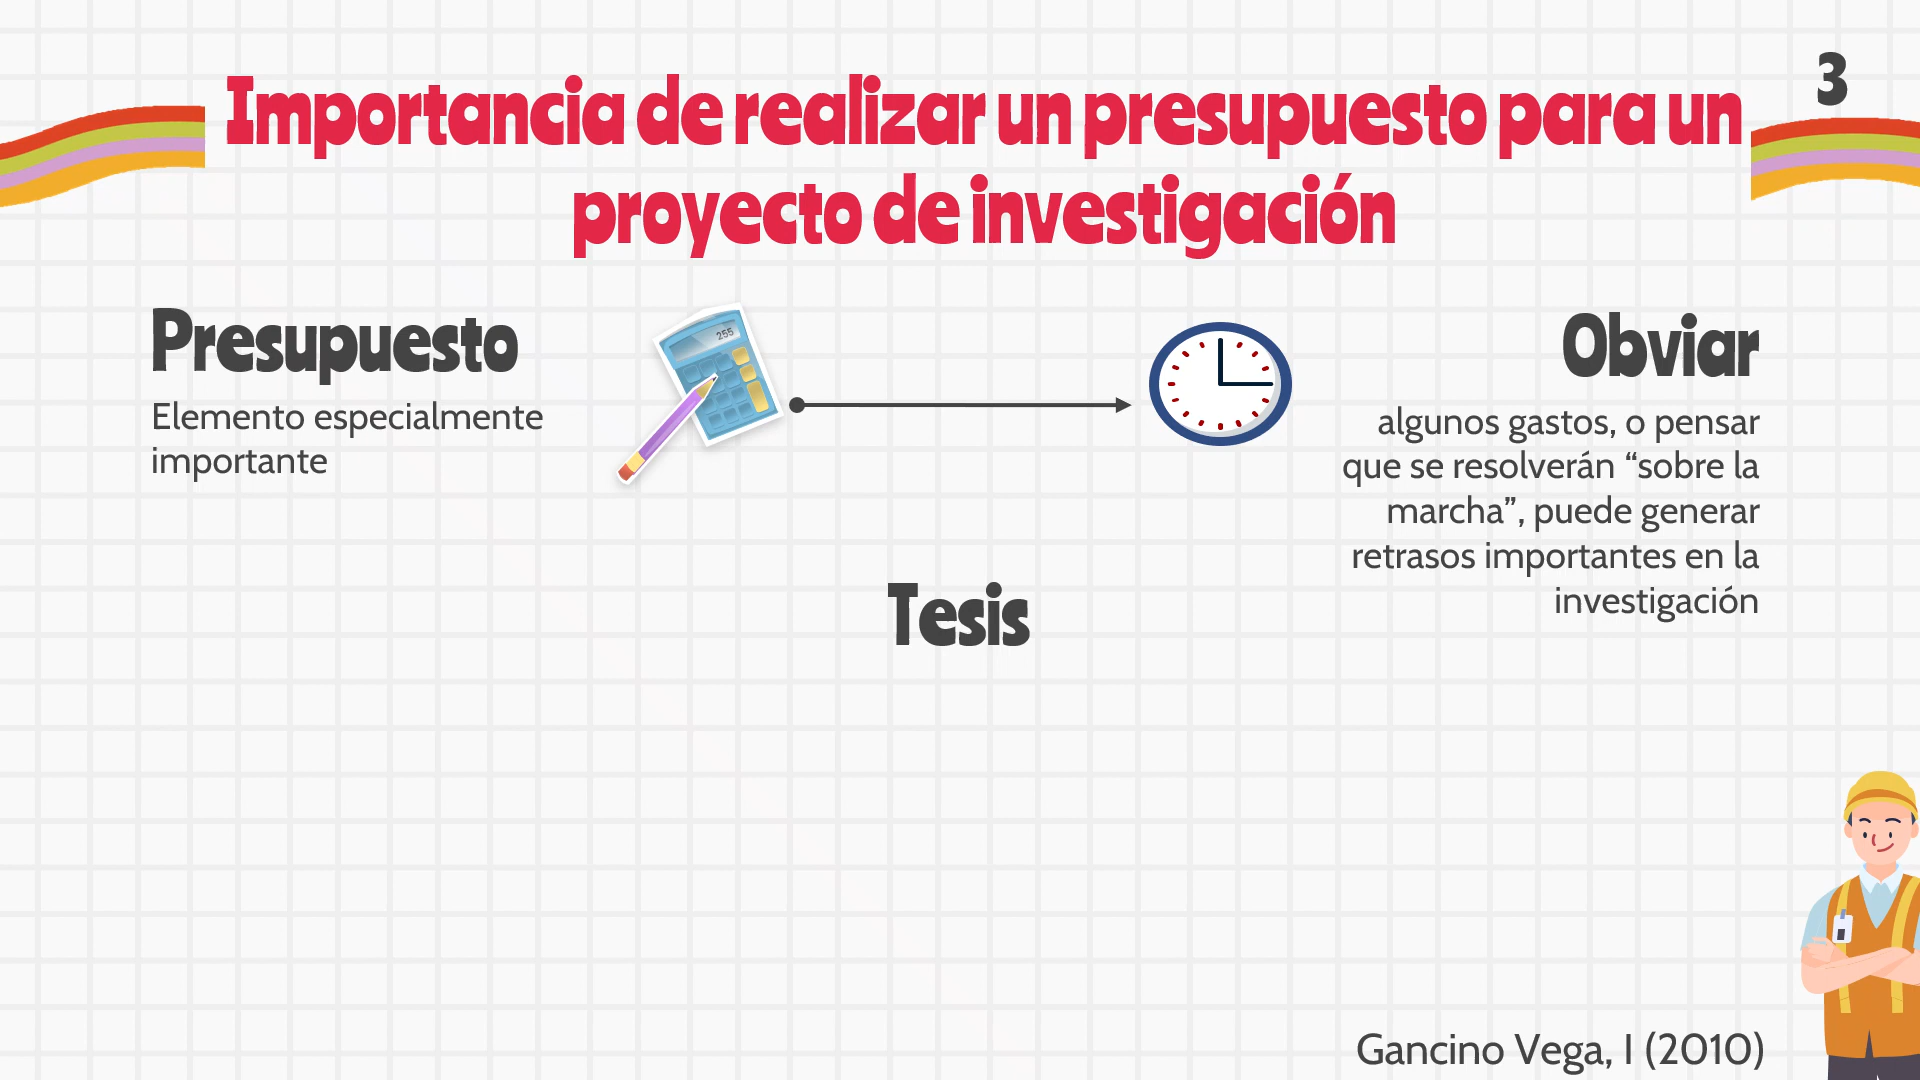 3
Importancia de realizar un presupuesto para un
proyecto de investigación
Presupuesto
Elemento especialmente
importante
255
Obviar
algunos gastos, o pensar
que se resolverán “sobre la
marcha”, puede generar
retrasos importantes en la
investigación
Tesis
Gancino Vega, I (2010)